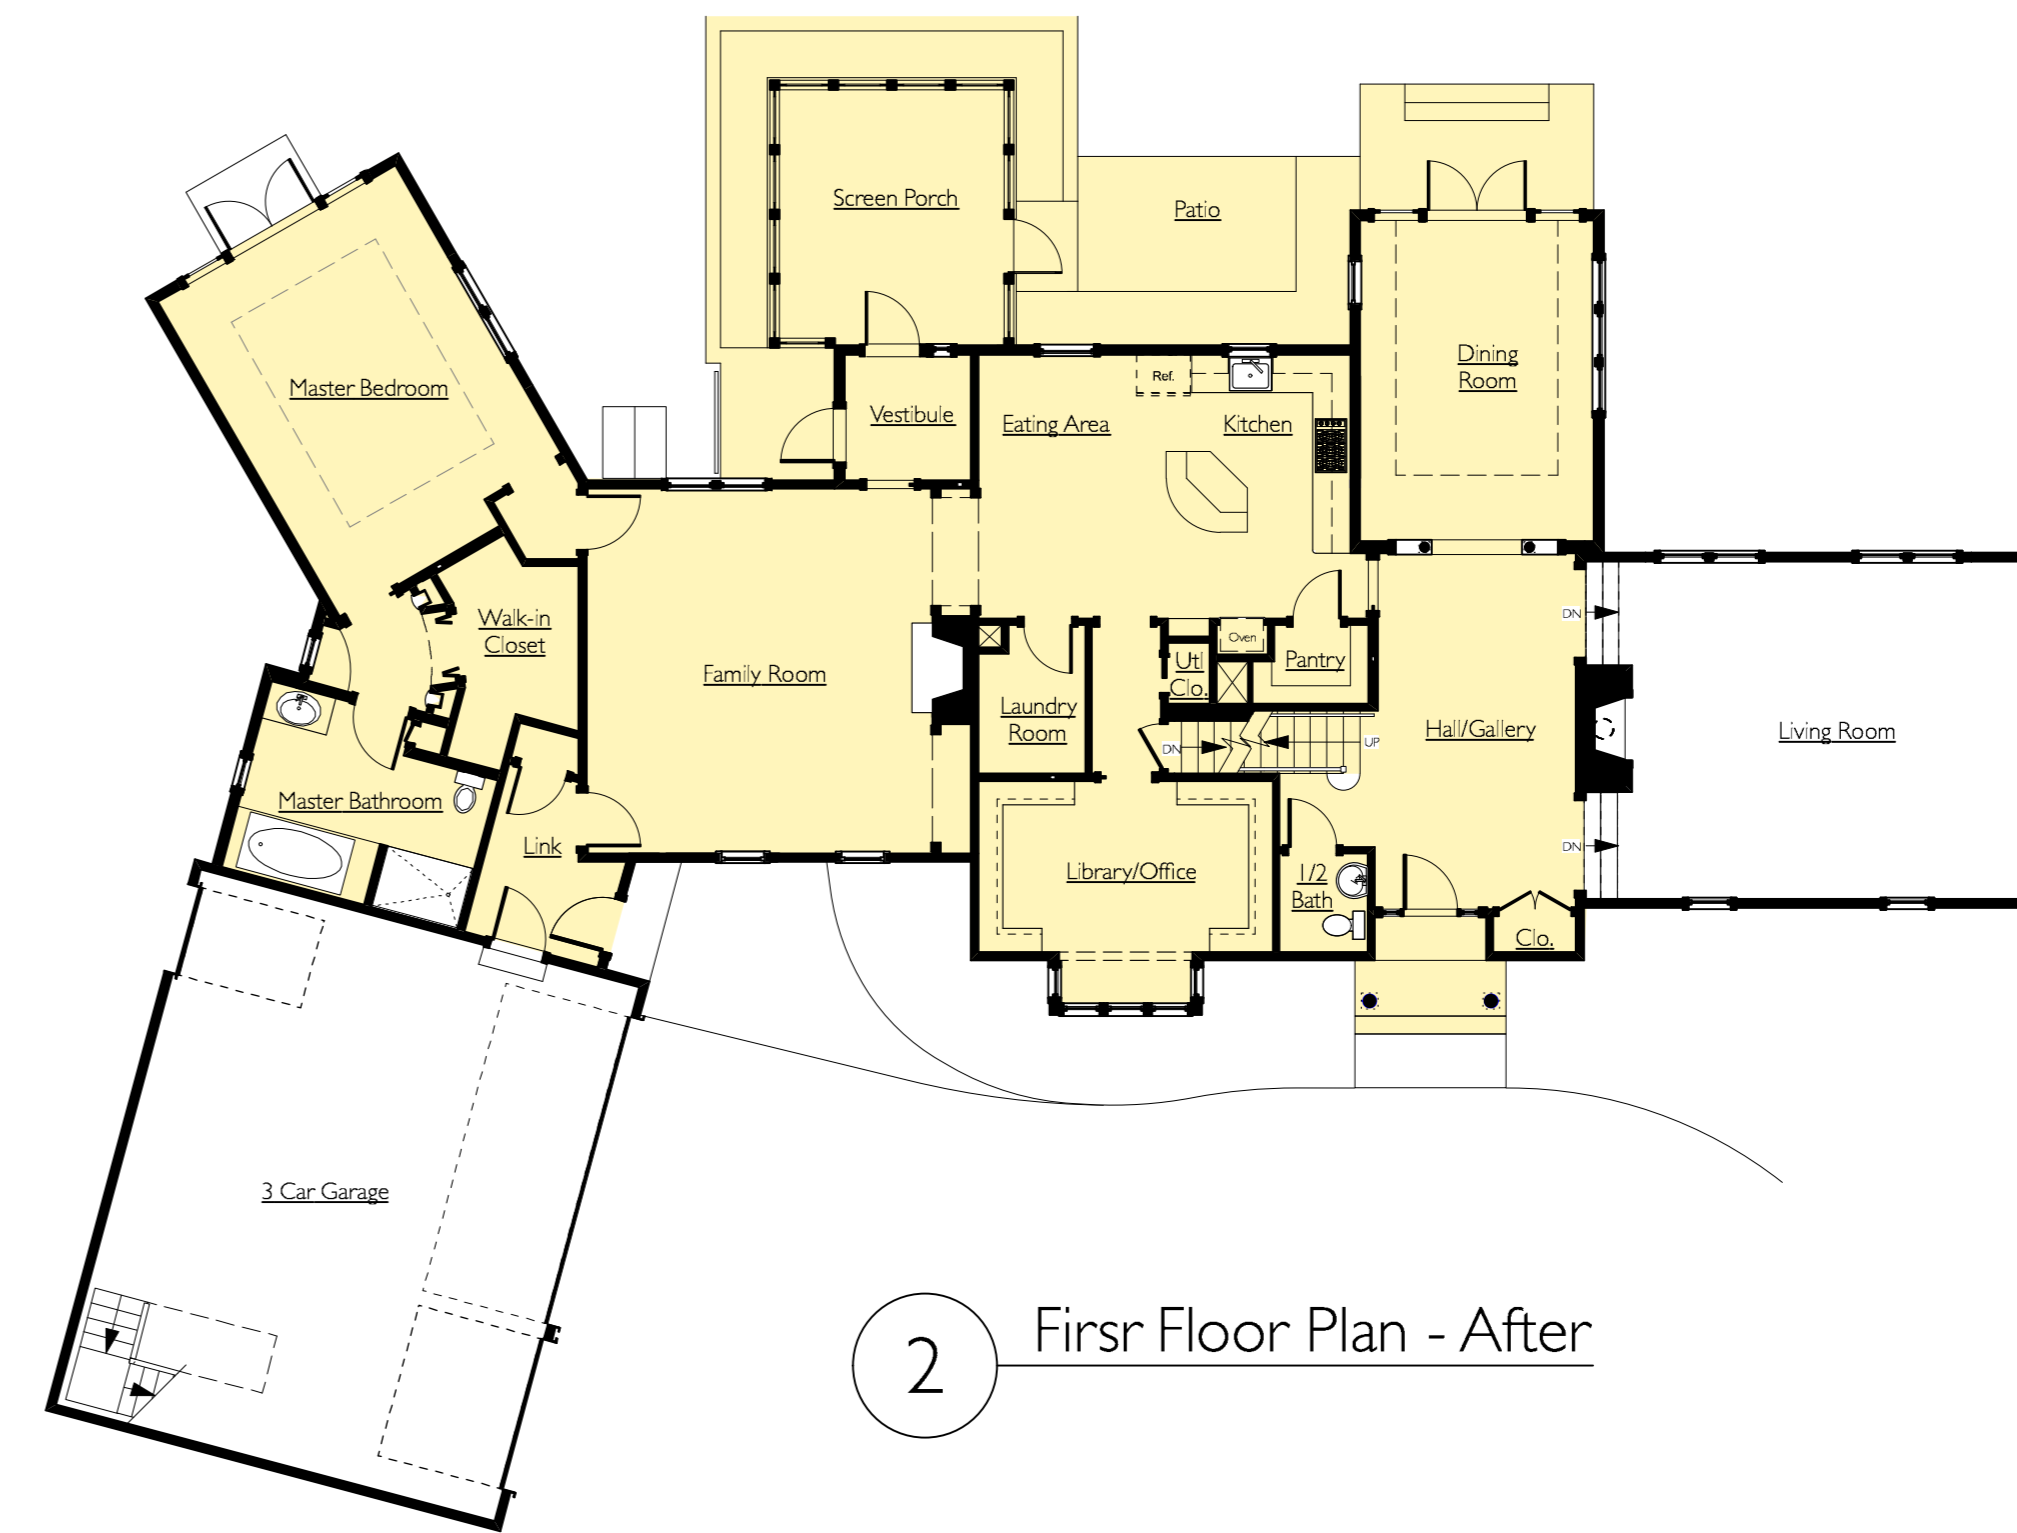 Screen Porch
Patio
Dining
Room
Master Bedroom
Vestibule
Eating Area
Ref.
Kitchen
Walk-in
Closet
Family Room
Laundry
Room
Utl
Clo.
Oven
Pantry
DN
UP
Hall/Gallery
DN
DN
Living Room
Master Bathroom
Link
Library/Office
1/2
Bath
Clo.
3 Car Garage
2
Firsr Floor Plan - After